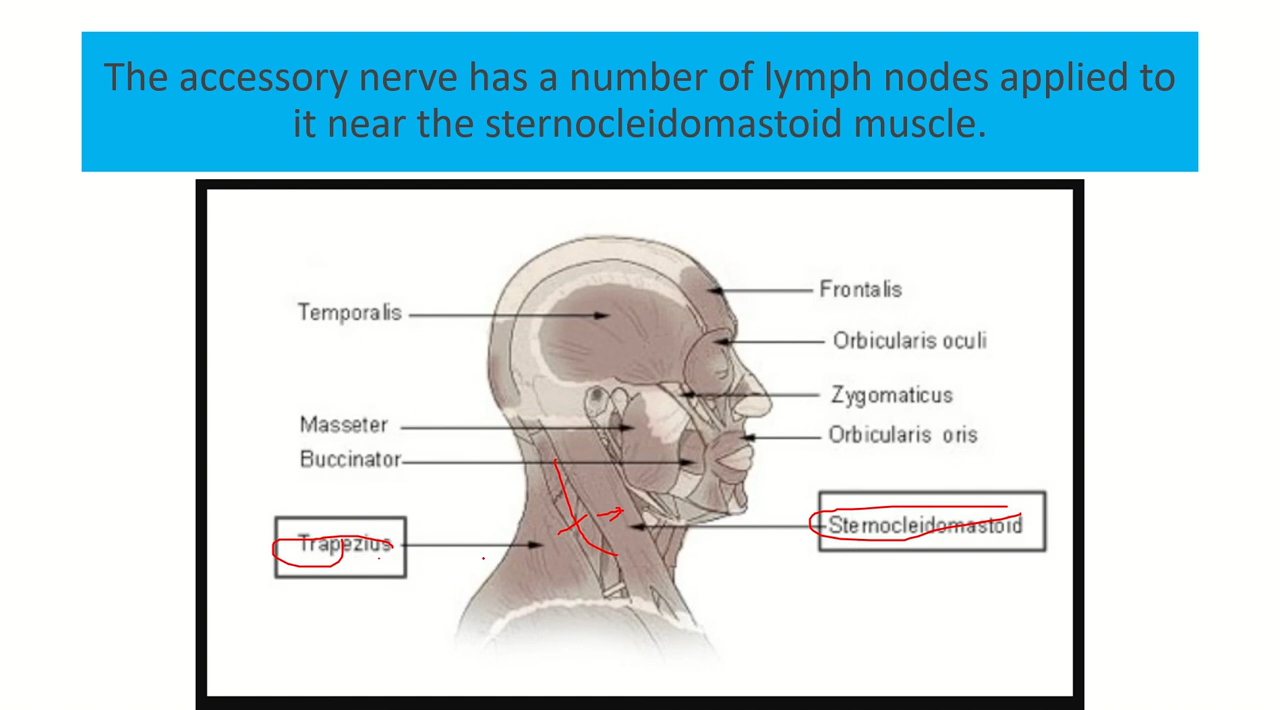 The accessory nerve has a number of lymph nodes applied to
it near the sternocleidomastoid muscle.
Temporalis
Masseter
Buccinator
Trapezius
Frontalis
Orbicularis oculi
Zygomaticus
Orbicularis oris
Sternocleidomastoid